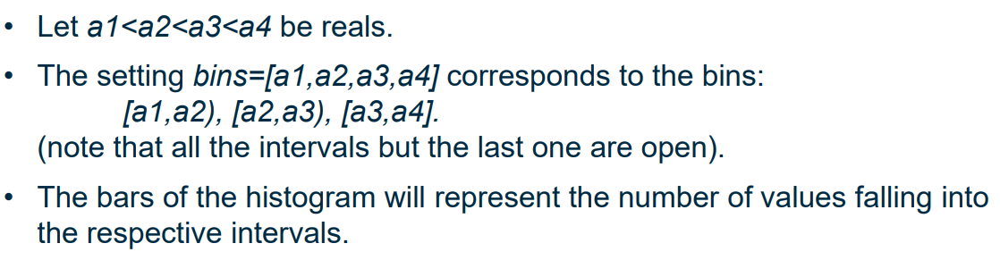 • Let a1<a2<a3<a4 be reals.
• The setting bins=[a1,a2,a3,a4] corresponds to the bins:
[a1,a2), [a2,a3), [a3,a4].
(note that all the intervals but the last one are open).
• The bars of the histogram will represent the number of values falling into
the respective intervals.